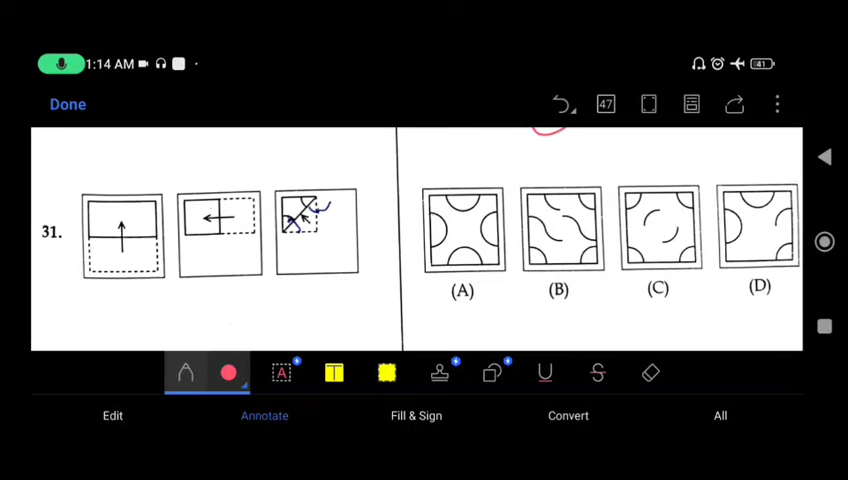 1:14 AM
41
Done
47
31.
(A) (B) (C) (D)
A T U S
Edit Annotate Fill & Sign Convert All